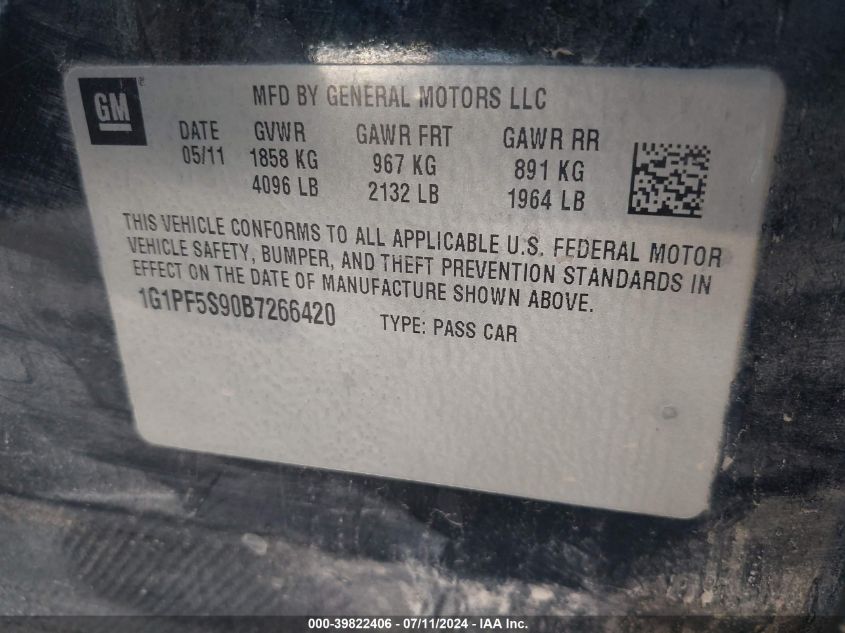 GM
MFD BY GENERAL MOTORS LLC
DATE GVWR GAWR FRT GAWR RR
05/11 1858 KG 967 KG 891 KG
4096 LB 2132 LB 1964 LB
THIS VEHICLE CONFORMS TO ALL APPLICABLE U.S. FEDERAL MOTOR
VEHICLE SAFETY, BUMPER, AND THEFT PREVENTION STANDARDS IN
EFFECT ON THE DATE OF MANUFACTURE SHOWN ABOVE.
1G1PF5S90B7266420 TYPE: PASS CAR
000-39822406 - 07/11/2024 - IAA Inc.